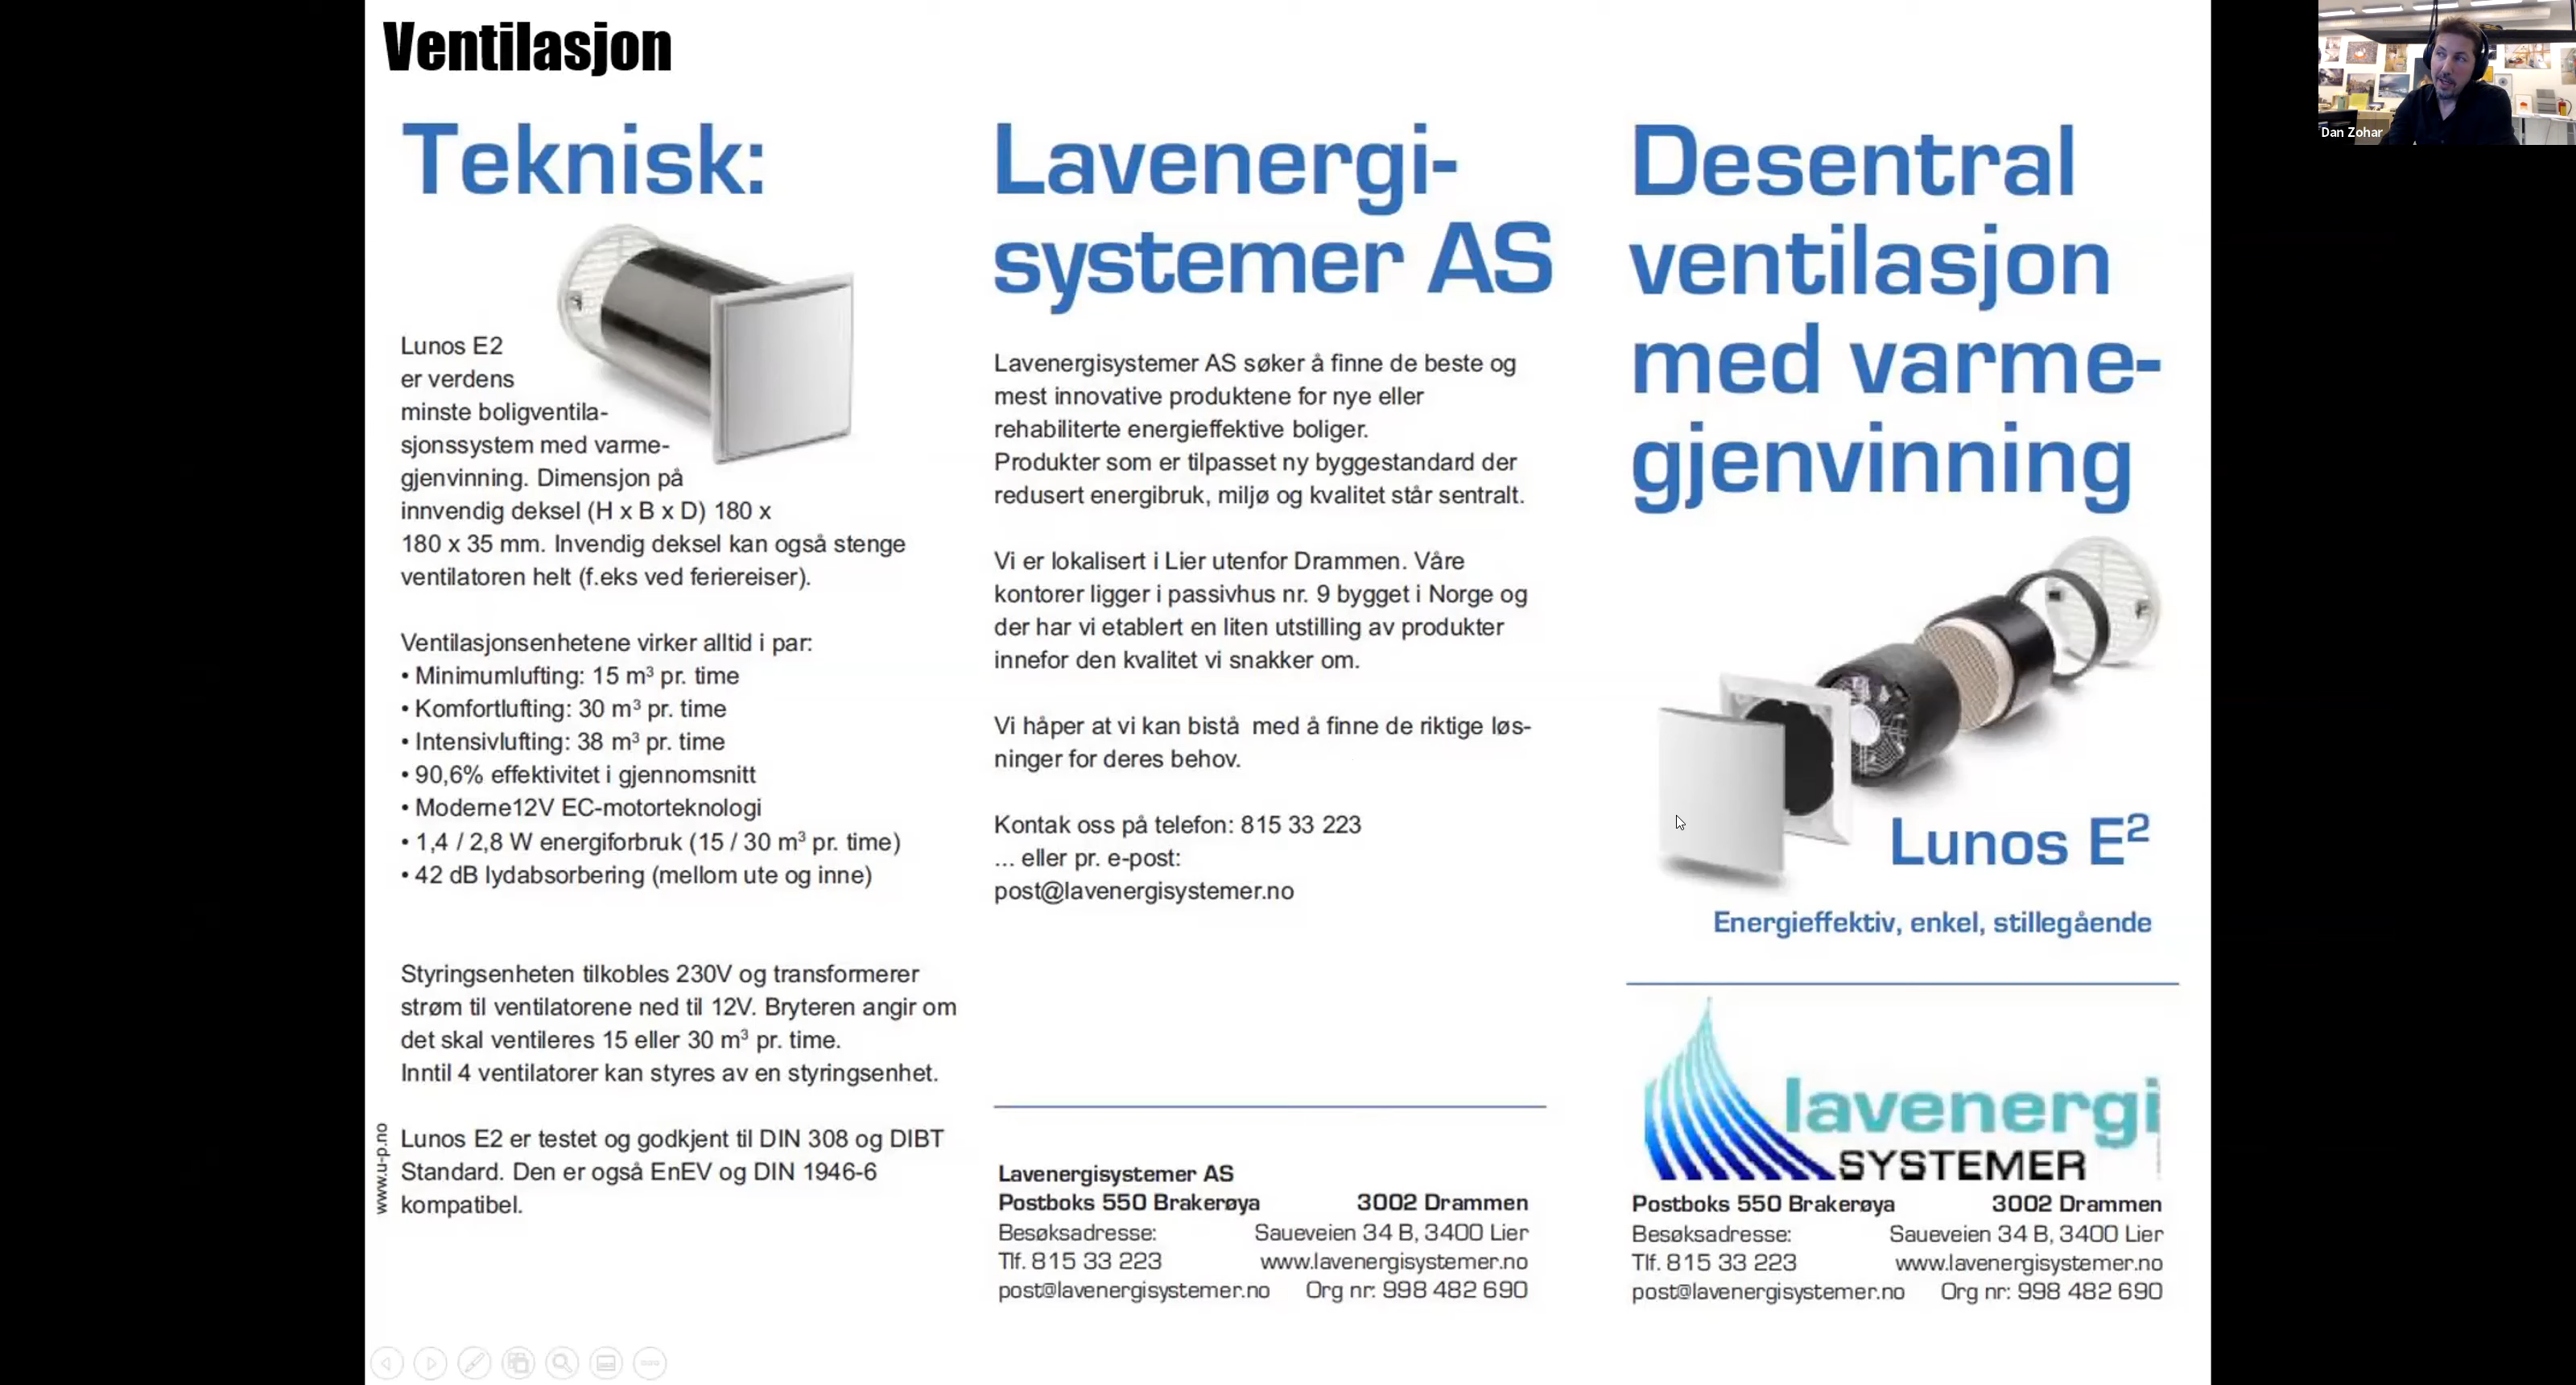 Ventilasjon
Teknisk:
Lunos E2
er verdens
minste boligventila-
sjonssystem med varme-
gjenvinning. Dimensjon på
innvendig deksel (H x B x D) 180 x
180 x 35 mm. Invendig deksel kan også stenge
ventilatoren helt (f.eks ved feriereiser).
Ventilasjonsenhetene virker alltid i par:
• Minimumlufting: 15 m³ pr. time
• Komfortlufting: 30 m³ pr. time
• Intensivlufting: 38 m³ pr. time
• 90,6% effektivitet i gjennomsnitt
• Moderne12V EC-motorteknologi
• 1,4 / 2,8 W energiforbruk (15 / 30 m³ pr. time)
• 42 dB lydabsorbering (mellom ute og inne)
Styringsenheten tilkobles 230V og transformerer
strøm til ventilatorene ned til 12V. Bryteren angir om
det skal ventileres 15 eller 30 m³ pr. time.
Inntil 4 ventilatorer kan styres av en styringsenhet.
Lunos E2 er testet og godkjent til DIN 308 og DIBT
Standard. Den er også EnEV og DIN 1946-6
kompatibel.
www.u-p.no
Lavenergi-
systemer AS
Lavenergisystemer AS søker å finne de beste og
mest innovative produktene for nye eller
rehabiliterte energieffektive boliger.
Produkter som er tilpasset ny byggestandard der
redusert energibruk, miljø og kvalitet står sentralt.
Vi er lokalisert i Lier utenfor Drammen. Våre
kontorer ligger i passivhus nr. 9 bygget i Norge og
der har vi etablert en liten utstilling av produkter
innefor den kvalitet vi snakker om.
Vi håper at vi kan bistå  med å finne de riktige løs-
ninger for deres behov.
Kontak oss på telefon: 815 33 223
... eller pr. e-post:
post@lavenergisystemer.no
Lavenergisystemer AS
Postboks 550 Brakerøya 3002 Drammen
Besøksadresse: Saueveien 34 B, 3400 Lier
Tlf. 815 33 223 www.lavenergisystemer.no
post@lavenergisystemer.no Org nr: 998 482 690
Desentral
ventilasjon
med varme-
gjenvinning
Lunos E²
Energieffektiv, enkel, stillegående
lavenergi
SYSTEMER
Postboks 550 Brakerøya 3002 Drammen
Besøksadresse: Saueveien 34 B, 3400 Lier
Tlf. 815 33 223 www.lavenergisystemer.no
post@lavenergisystemer.no Org nr: 998 482 690
Dan Zohar